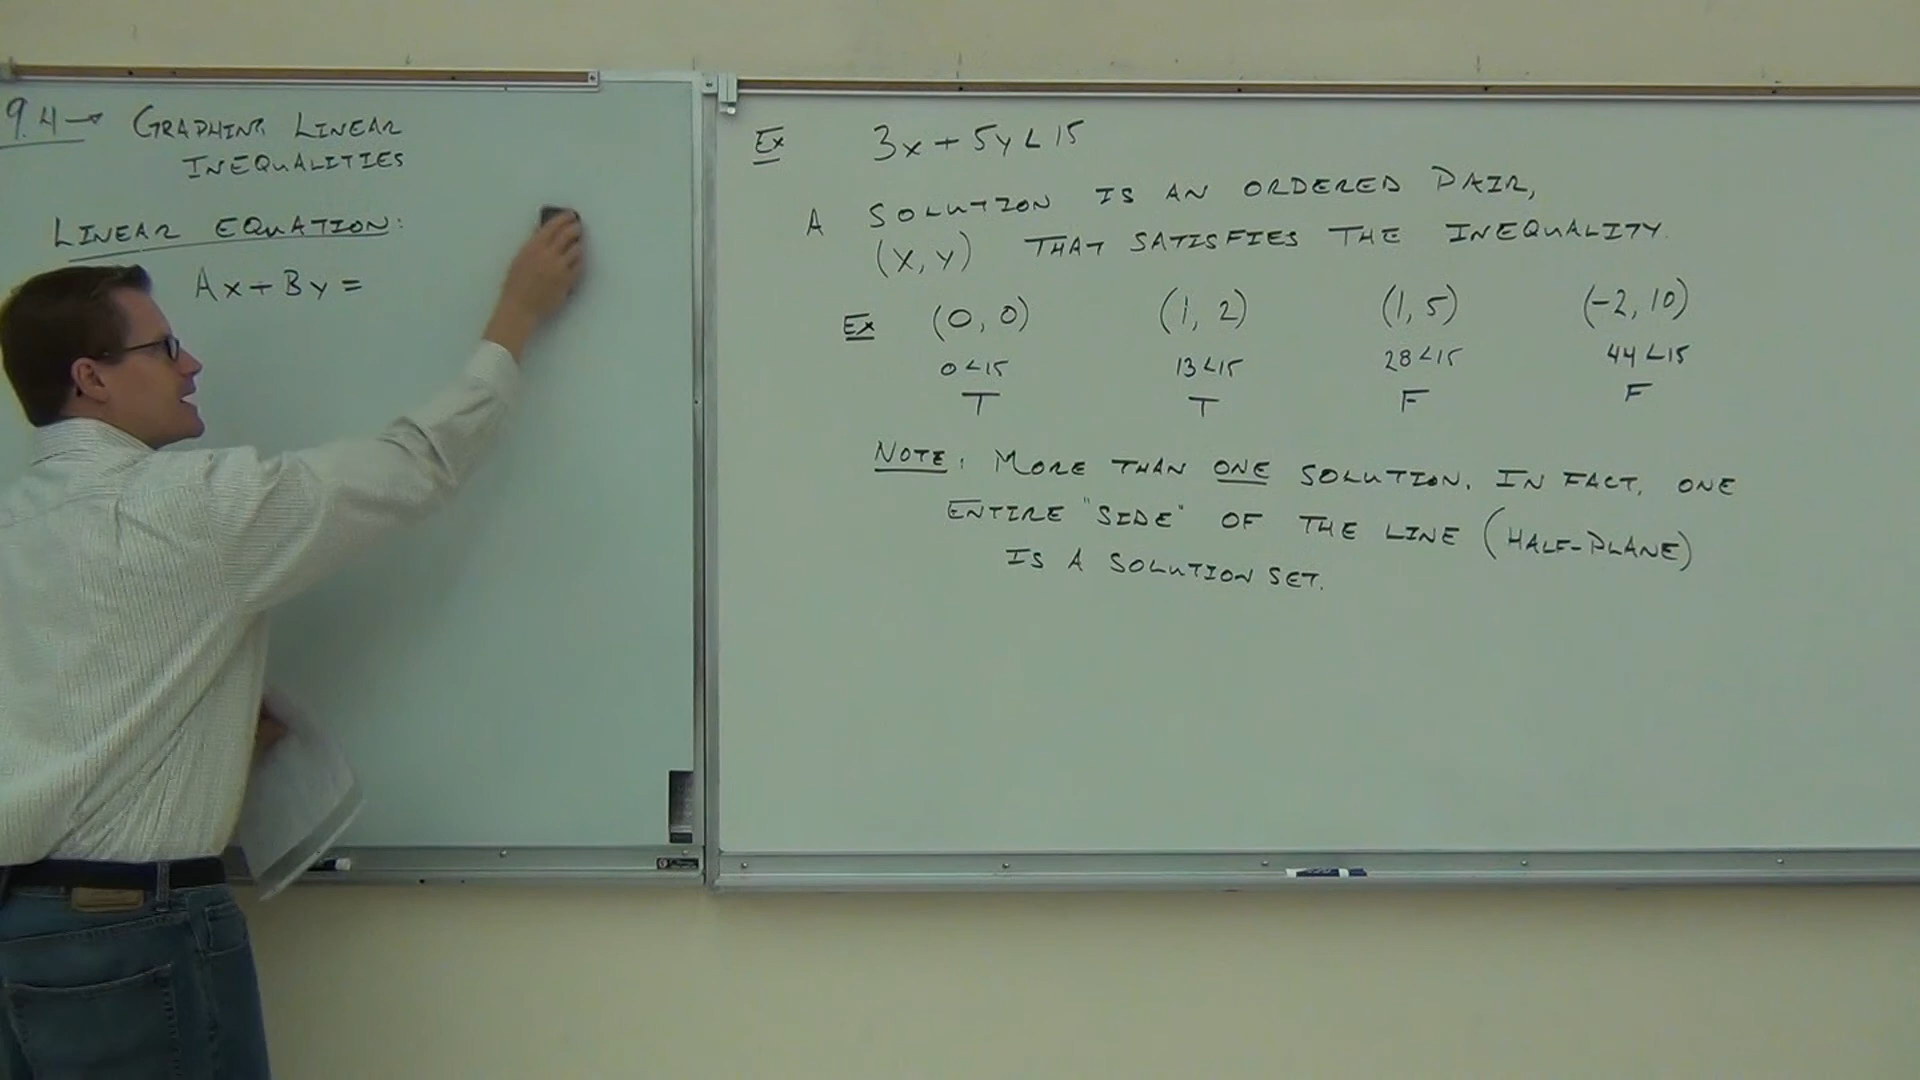 9.4 → GRAPHING LINEAR
INEQUALITIES
LINEAR EQUATION:
Ax + By =
Ex 3x + 5y < 15
A SOLUTION IS AN ORDERED PAIR,
(x, y) THAT SATISFIES THE INEQUALITY.
Ex (0, 0) (1, 2) (1, 5) (-2, 10)
0 < 15 13 < 15 28 < 15 44 < 15
T T F F
NOTE: MORE THAN ONE SOLUTION. IN FACT, ONE
ENTIRE "SIDE" OF THE LINE (HALF-PLANE)
IS A SOLUTION SET.